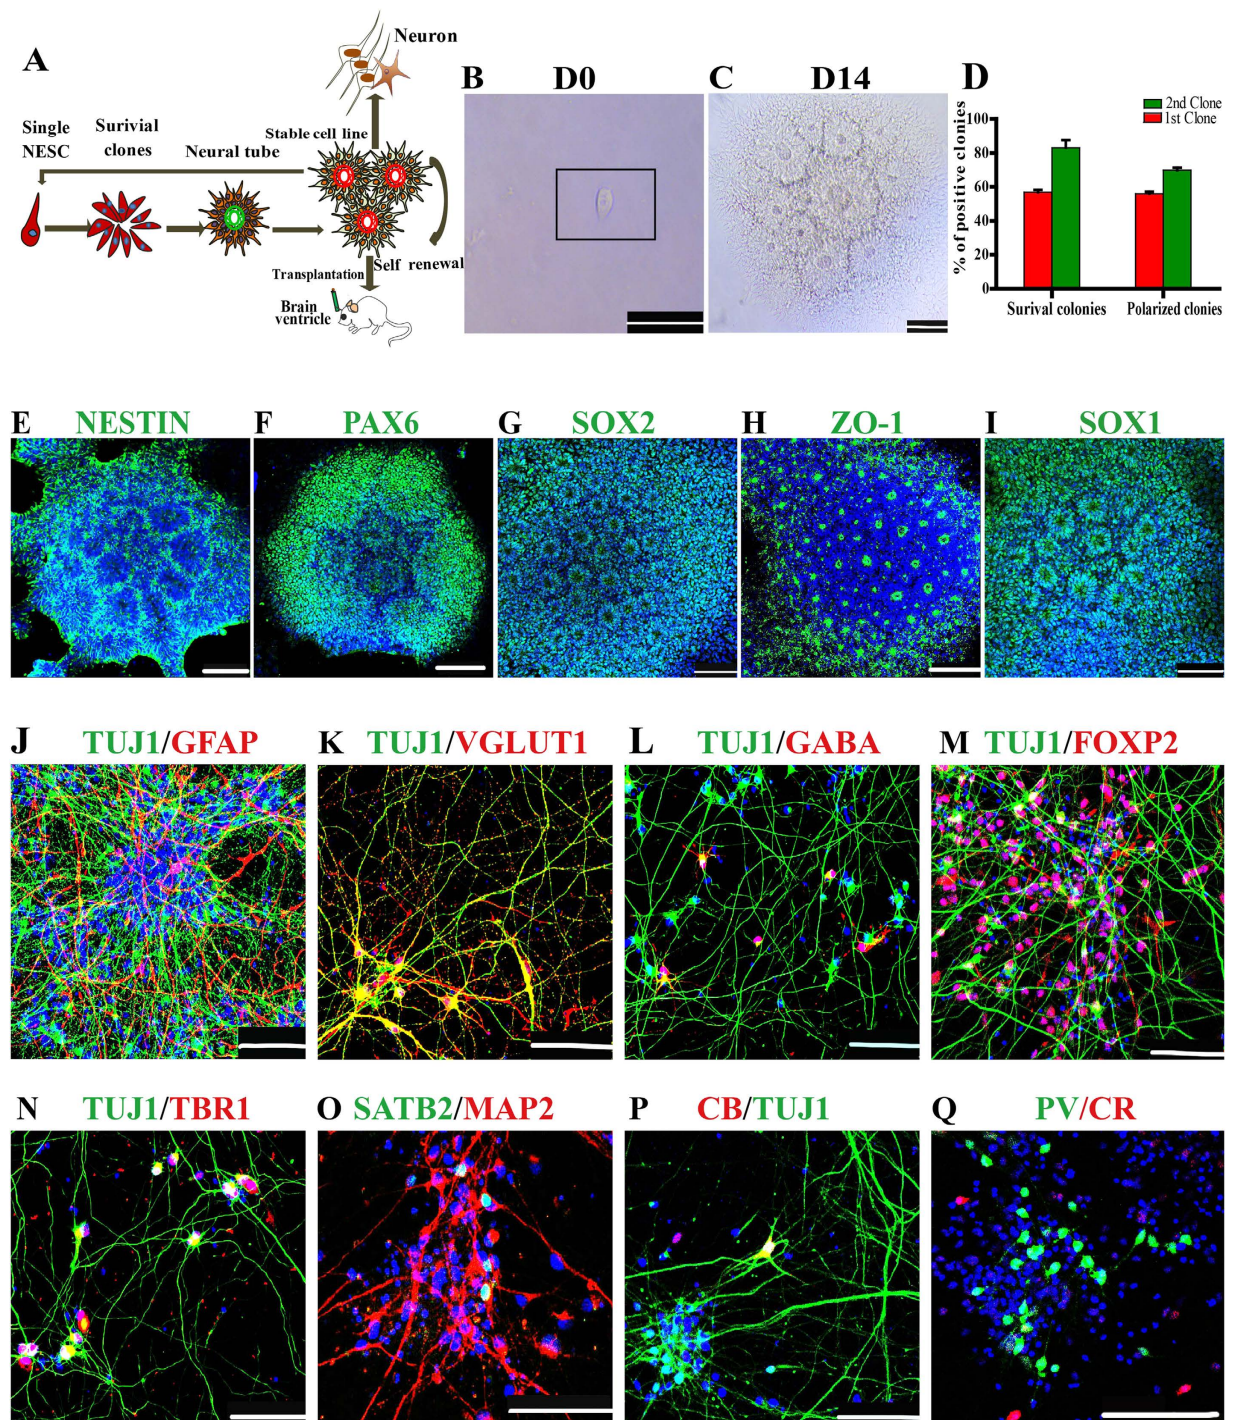 A
Neuron
Single
NESC
Surivial
clones
Neural tube
Stable cell line
Self renewal
Transplantation
Brain
ventricle
B D0
C D14
D
2nd Clone
1st Clone
% of positive clonies
100
80
60
40
20
0
Surival colonies
Polarized clonies
E NESTIN
F PAX6
G SOX2
H ZO-1
I SOX1
J TUJ1/GFAP
K TUJ1/VGLUT1
L TUJ1/GABA
M TUJ1/FOXP2
N TUJ1/TBR1
O SATB2/MAP2
P CB/TUJ1
Q PV/CR